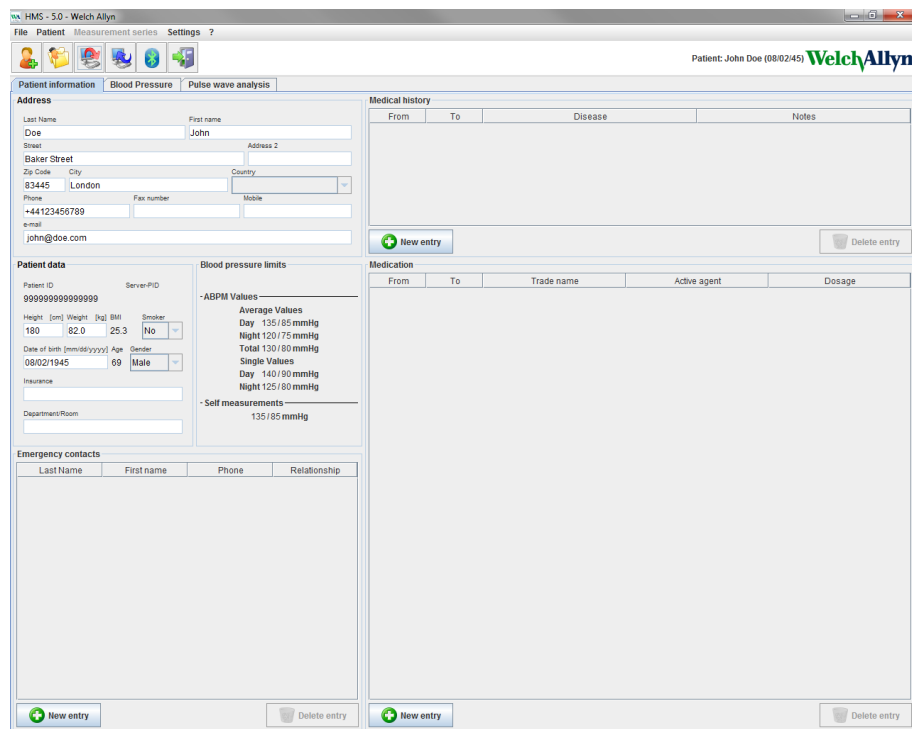 WA HMS - 5.0 - Welch Allyn
File Patient Measurement series Settings ?
Patient: John Doe (08/02/45) WelchAllyn
Patient information Blood Pressure Pulse wave analysis
Address
Last Name First name
Doe John
Street Address 2
Baker Street
Zip Code City Country
83445 London
Phone Fax number Mobile
+44123456789
e-mail
john@doe.com
Medical history
From To Disease Notes
New entry Delete entry
Patient data
Patient ID Server-PID
999999999999999
Height [cm] Weight [kg] BMI Smoker
180 82.0 25.3 No
Date of birth [mm/dd/yyyy] Age Gender
08/02/1945 69 Male
Insurance
Department/Room
Blood pressure limits
- ABPM Values
Average Values
Day 135/85 mmHg
Night 120/75 mmHg
Total 130/80 mmHg
Single Values
Day 140/90 mmHg
Night 125/80 mmHg
- Self measurements
135/85 mmHg
Medication
From To Trade name Active agent Dosage
Emergency contacts
Last Name First name Phone Relationship
New entry Delete entry
New entry Delete entry